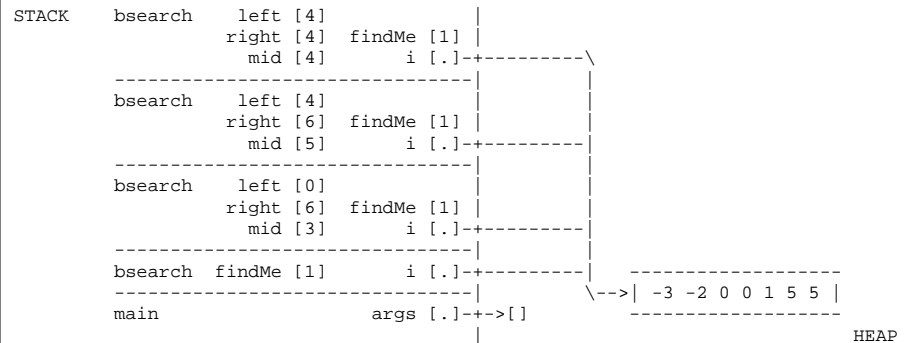 STACK    bsearch    left [4]                |
                   right [4]  findMe [1] |
                     mid [4]       i [.]-+---------\
         -------------------------------|         |
         bsearch    left [4]                |         |
                   right [6]  findMe [1] |         |
                     mid [5]       i [.]-+---------|
         -------------------------------|         |
         bsearch    left [0]                |         |
                   right [6]  findMe [1] |         |
                     mid [3]       i [.]-+---------|
         -------------------------------|         |
         bsearch  findMe [1]       i [.]-+---------|   -------------------
         -------------------------------|         \-->| -3 -2 0 0 1 5 5 |
         main                   args [.]-+->[]         -------------------
                                         |                                HEAP